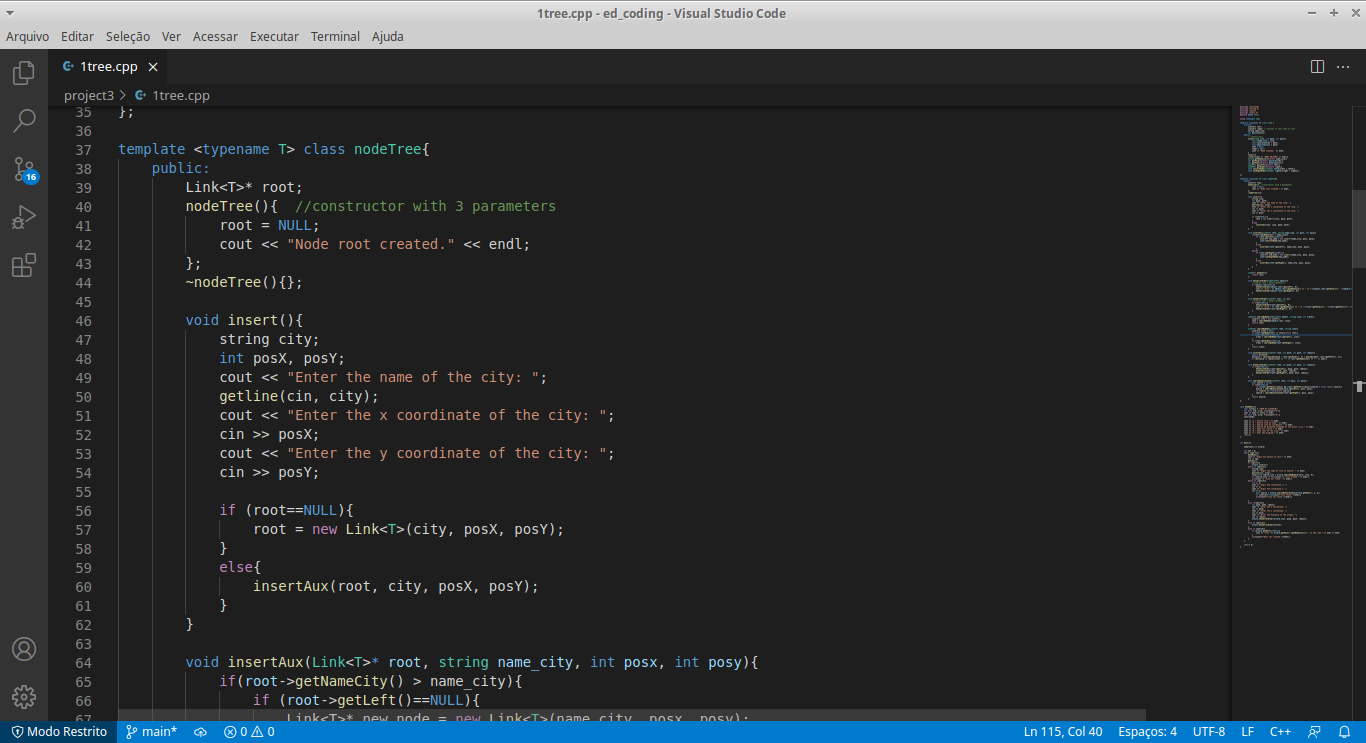 1tree.cpp - ed_coding - Visual Studio Code
Arquivo Editar Seleção Ver Acessar Executar Terminal Ajuda
1tree.cpp
project3 > 1tree.cpp
16
35 };
36
37 template <typename T> class nodeTree{
38     public:
39         Link<T>* root;
40         nodeTree(){  //constructor with 3 parameters
41             root = NULL;
42             cout << "Node root created." << endl;
43         };
44         ~nodeTree(){};
45
46         void insert(){
47             string city;
48             int posX, posY;
49             cout << "Enter the name of the city: ";
50             getline(cin, city);
51             cout << "Enter the x coordinate of the city: ";
52             cin >> posX;
53             cout << "Enter the y coordinate of the city: ";
54             cin >> posY;
55
56             if (root==NULL){
57                 root = new Link<T>(city, posX, posY);
58             }
59             else{
60                 insertAux(root, city, posX, posY);
61             }
62         }
63
64         void insertAux(Link<T>* root, string name_city, int posx, int posy){
65             if(root->getNameCity() > name_city){
66                 if (root->getLeft()==NULL){
67                     Link<T>* new_node = new Link<T>(name_city, posx, posy);
Modo Restrito main* 0 0 Ln 115, Col 40 Espaços: 4 UTF-8 LF C++